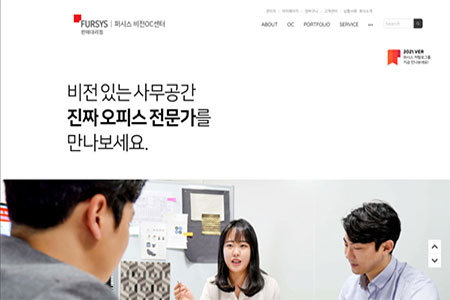 FURSYS | 퍼시스 비전OC센터
판매대리점
ABOUT OC PORTFOLIO SERVICE
Search
2021.VER
비전 있는 사무공간
진짜 오피스 전문가를
만나보세요.